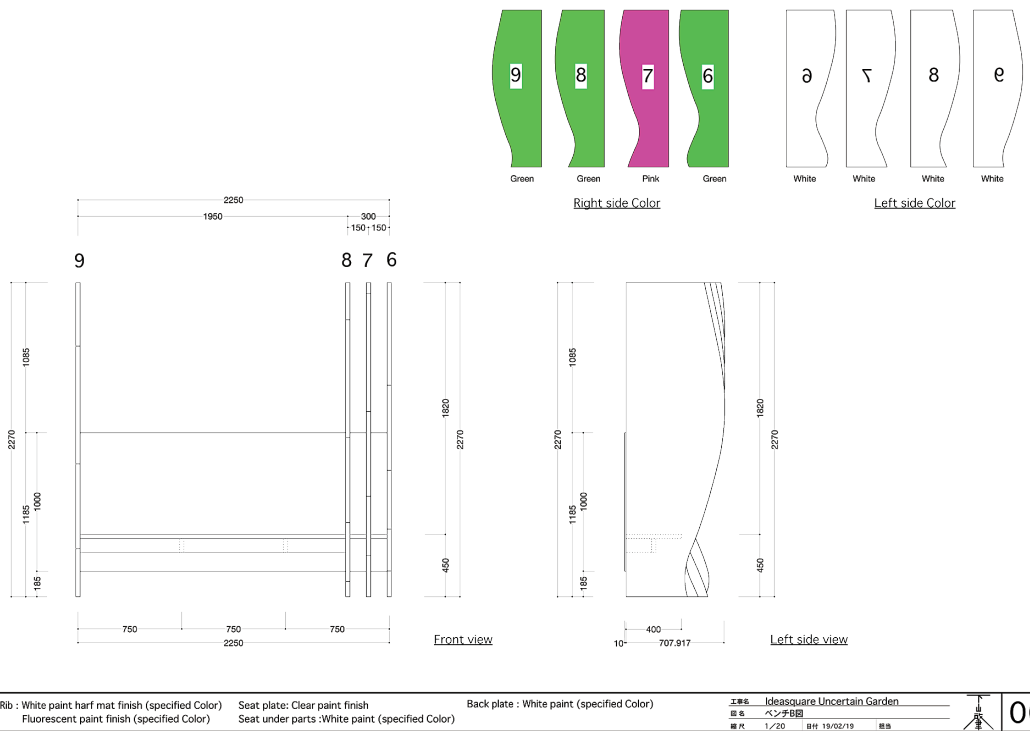 9 8 7 6
6 7 8 9
Green Green Pink Green
White White White White
Right side Color
Left side Color
2250
1950 300
150 150
9 8 7 6
2270 1085 1185 1000 185
1820 2270 450
750 750 750
2250
Front view
2270 1085 1185 1000 185
1820 2270 450
400
10 707.917
Left side view
Rib : White paint harf mat finish (specified Color)
Fluorescent paint finish (specified Color)
Seat plate: Clear paint finish
Seat under parts :White paint (specified Color)
Back plate : White paint (specified Color)
工事名 Ideasquare Uncertain Garden
図 名 ベンチB図
縮 尺 1/20 日付 19/02/19 担当